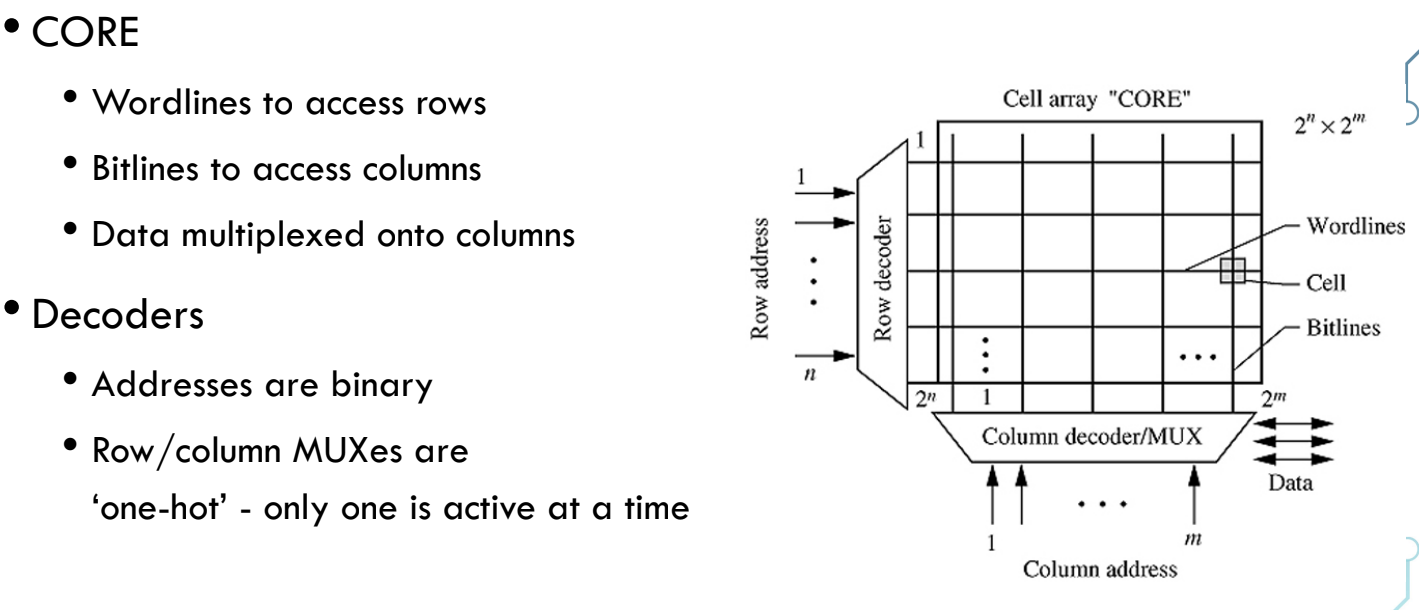 • CORE
• Wordlines to access rows
• Bitlines to access columns
• Data multiplexed onto columns
• Decoders
• Addresses are binary
• Row/column MUXes are
‘one-hot’ - only one is active at a time
Cell array "CORE"
2ⁿ × 2ᵐ
1
1
Row address
Row decoder
n
2ⁿ
Wordlines
Cell
Bitlines
1
2ᵐ
Column decoder/MUX
Data
1
m
Column address